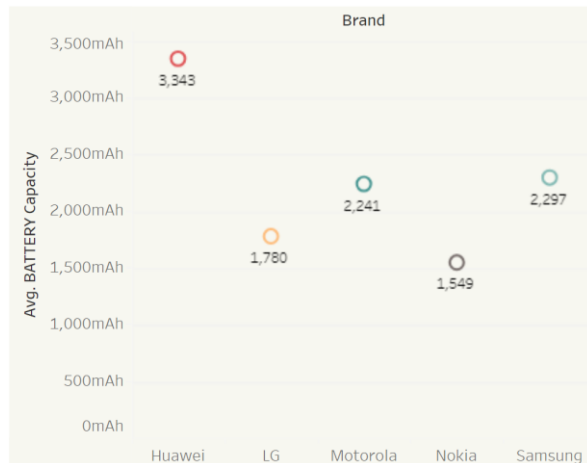 Brand
3,500mAh
3,343
3,000mAh
2,500mAh
2,297
2,241
2,000mAh
1,780
1,549
1,500mAh
1,000mAh
500mAh
0mAh
Avg. BATTERY Capacity
Huawei LG Motorola Nokia Samsung